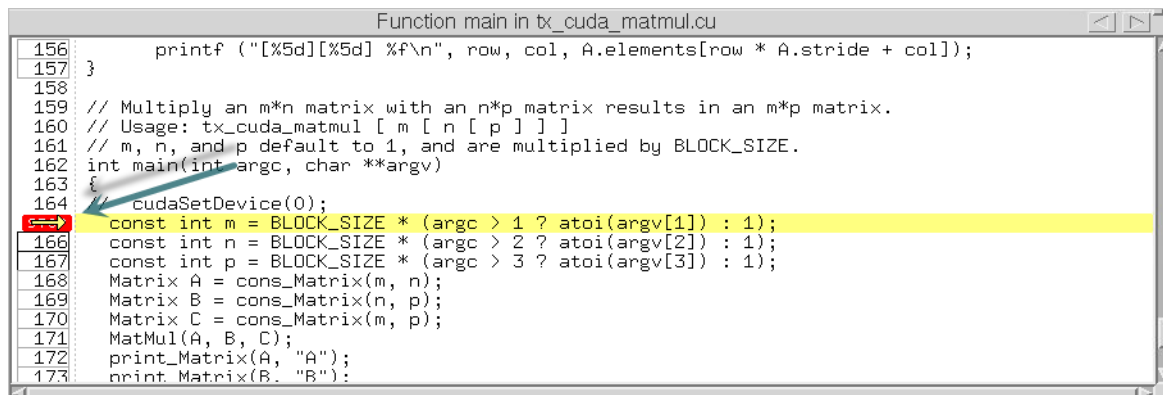 Function main in tx_cuda_matmul.cu
156 printf ("[%5d][%5d] %f\n", row, col, A.elements[row * A.stride + col]);
157 }
158
159 // Multiply an m*n matrix with an n*p matrix results in an m*p matrix.
160 // Usage: tx_cuda_matmul [ m [ n [ p ] ] ]
161 // m, n, and p default to 1, and are multiplied by BLOCK_SIZE.
162 int main(int argc, char **argv)
163 {
164 // cudaSetDevice(0);
const int m = BLOCK_SIZE * (argc > 1 ? atoi(argv[1]) : 1);
166 const int n = BLOCK_SIZE * (argc > 2 ? atoi(argv[2]) : 1);
167 const int p = BLOCK_SIZE * (argc > 3 ? atoi(argv[3]) : 1);
168 Matrix A = cons_Matrix(m, n);
169 Matrix B = cons_Matrix(n, p);
170 Matrix C = cons_Matrix(m, p);
171 MatMul(A, B, C);
172 print_Matrix(A, "A");
173 print_Matrix(B, "B");